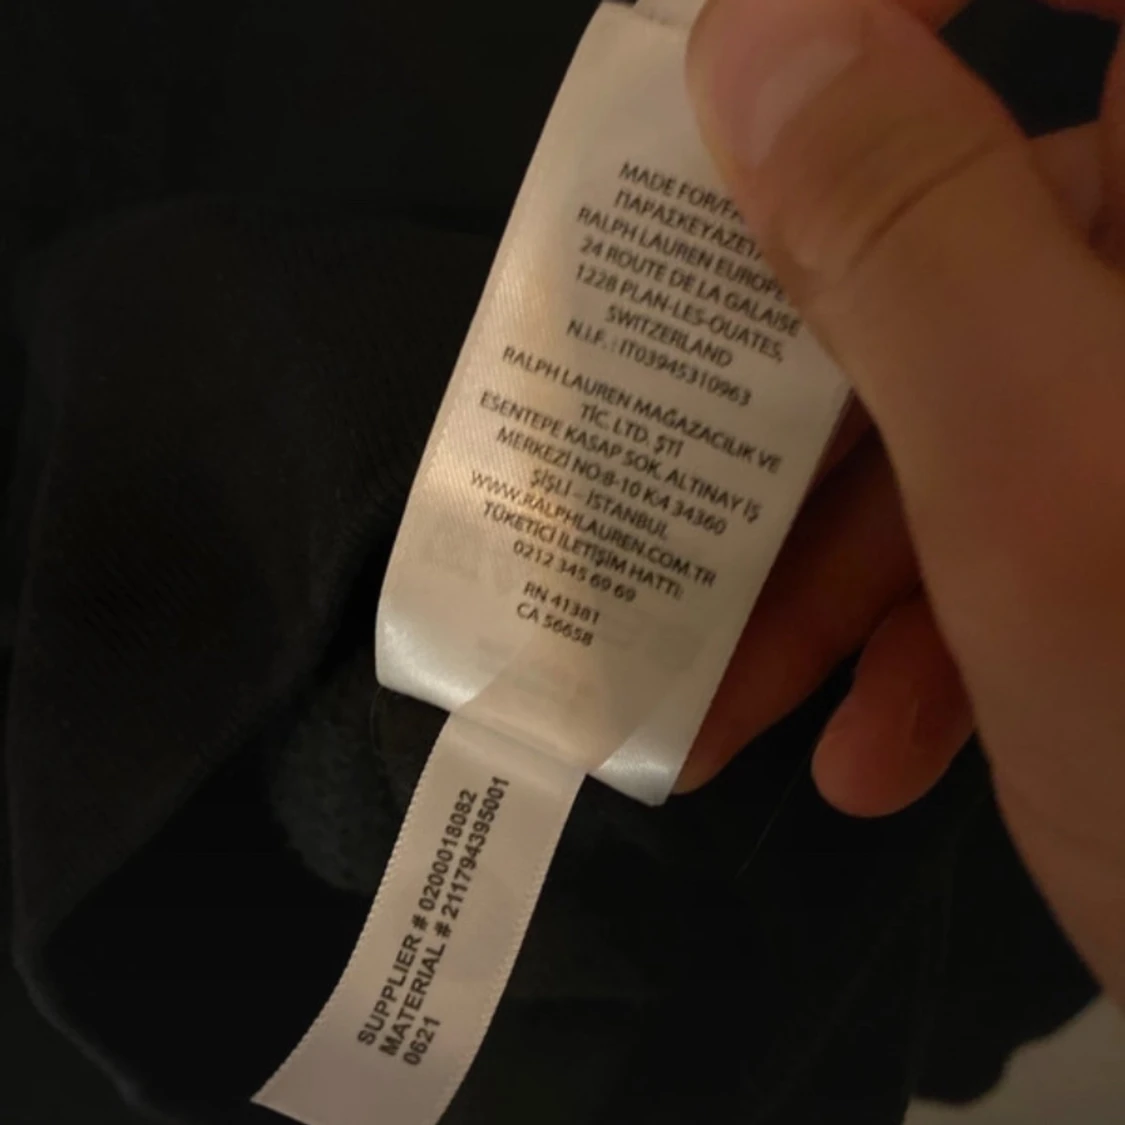 MADE FOR/FA
ΠΑΡΑΣΚΕΥΑΖΕΤΑ
RALPH LAUREN EUROPE
24 ROUTE DE LA GALAISE
1228 PLAN-LES-OUATES,
SWITZERLAND
N.I.F. : IT03945310963
RALPH LAUREN MAĞAZACILIK VE
TİC. LTD. ŞTİ
ESENTEPE KASAP SOK. ALTINAY İŞ
MERKEZİ NO:8-10 K:4 34360
ŞİŞLİ - İSTANBUL
WWW.RALPHLAUREN.COM.TR
TÜKETİCİ İLETİŞİM HATTI:
0212 345 69 69
RN 41381
CA 56658
SUPPLIER # 0200018082
MATERIAL # 211794395001
0621